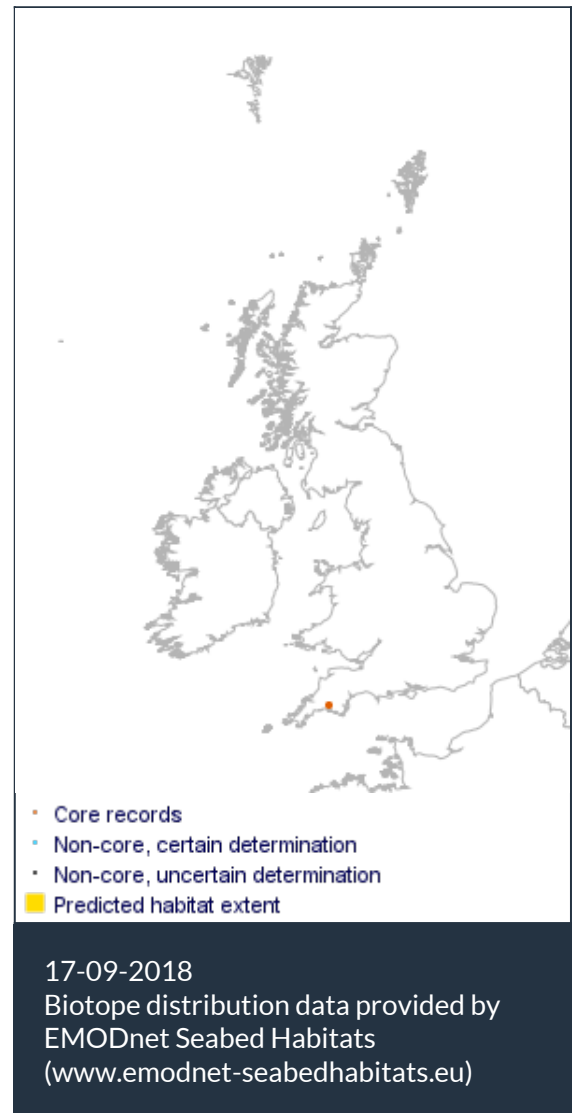 Core records
Non-core, certain determination
Non-core, uncertain determination
Predicted habitat extent
17-09-2018
Biotope distribution data provided by
EMODnet Seabed Habitats
(www.emodnet-seabedhabitats.eu)